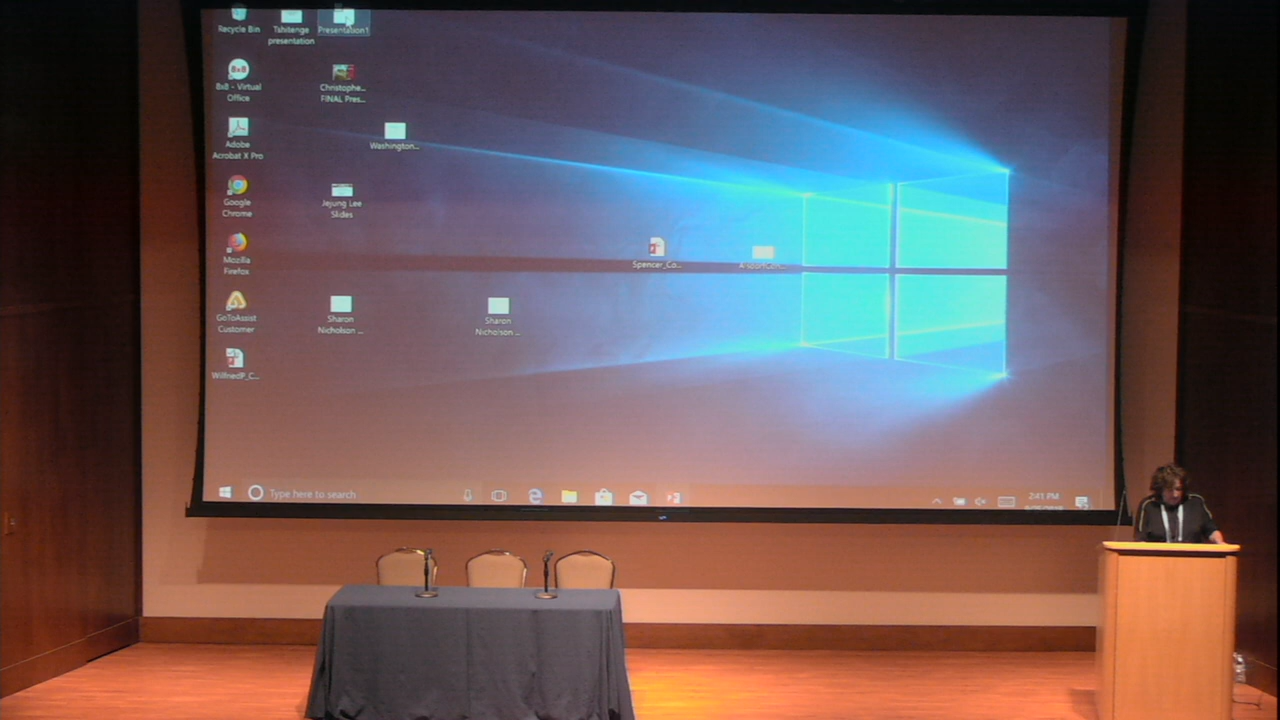 Recycle Bin
Tshitenge
presentation
Presentation1
8x8 - Virtual
Office
Christophe...
FINAL Pres...
Adobe
Acrobat X Pro
Washington...
Google
Chrome
Jejung Lee
Slides
Mozilla
Firefox
Spencer_Co...
GoToAssist
Customer
Sharon
Nicholson ...
Sharon
Nicholson ...
Type here to search
2:41 PM